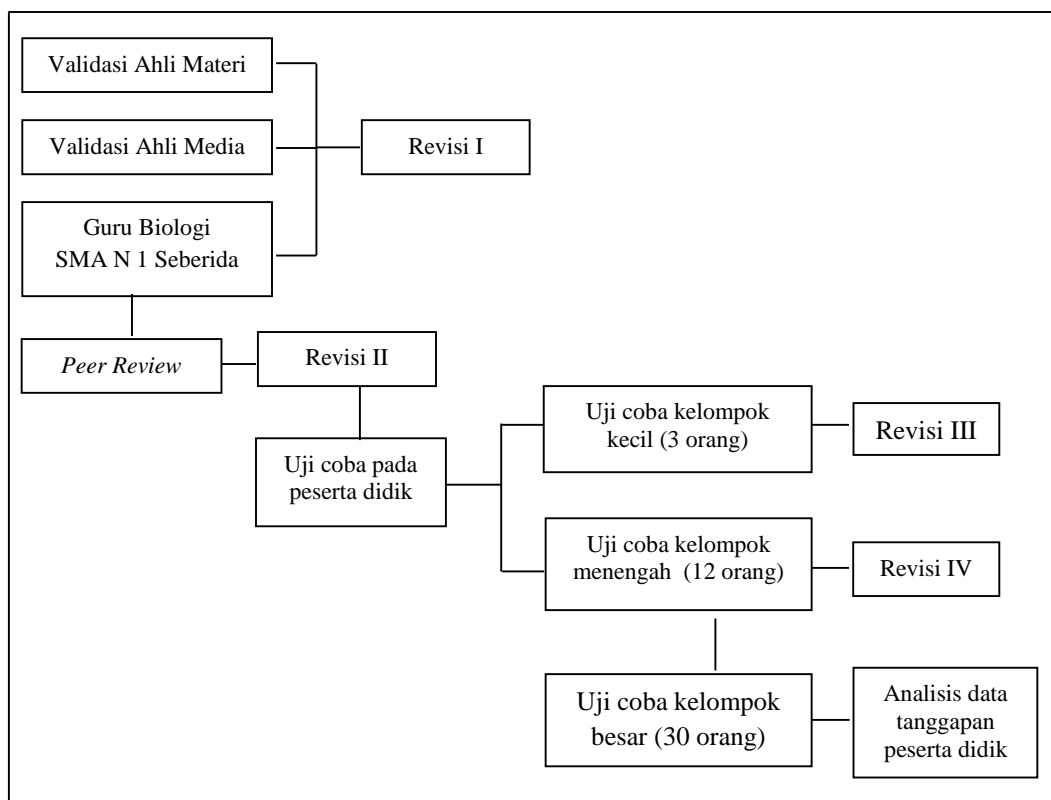 Validasi Ahli Materi
Validasi Ahli Media
Revisi I
Guru Biologi
SMA N 1 Seberida
Peer Review
Revisi II
Uji coba pada
peserta didik
Uji coba kelompok
kecil (3 orang)
Revisi III
Uji coba kelompok
menengah (12 orang)
Revisi IV
Uji coba kelompok
besar (30 orang)
Analisis data
tanggapan
peserta didik